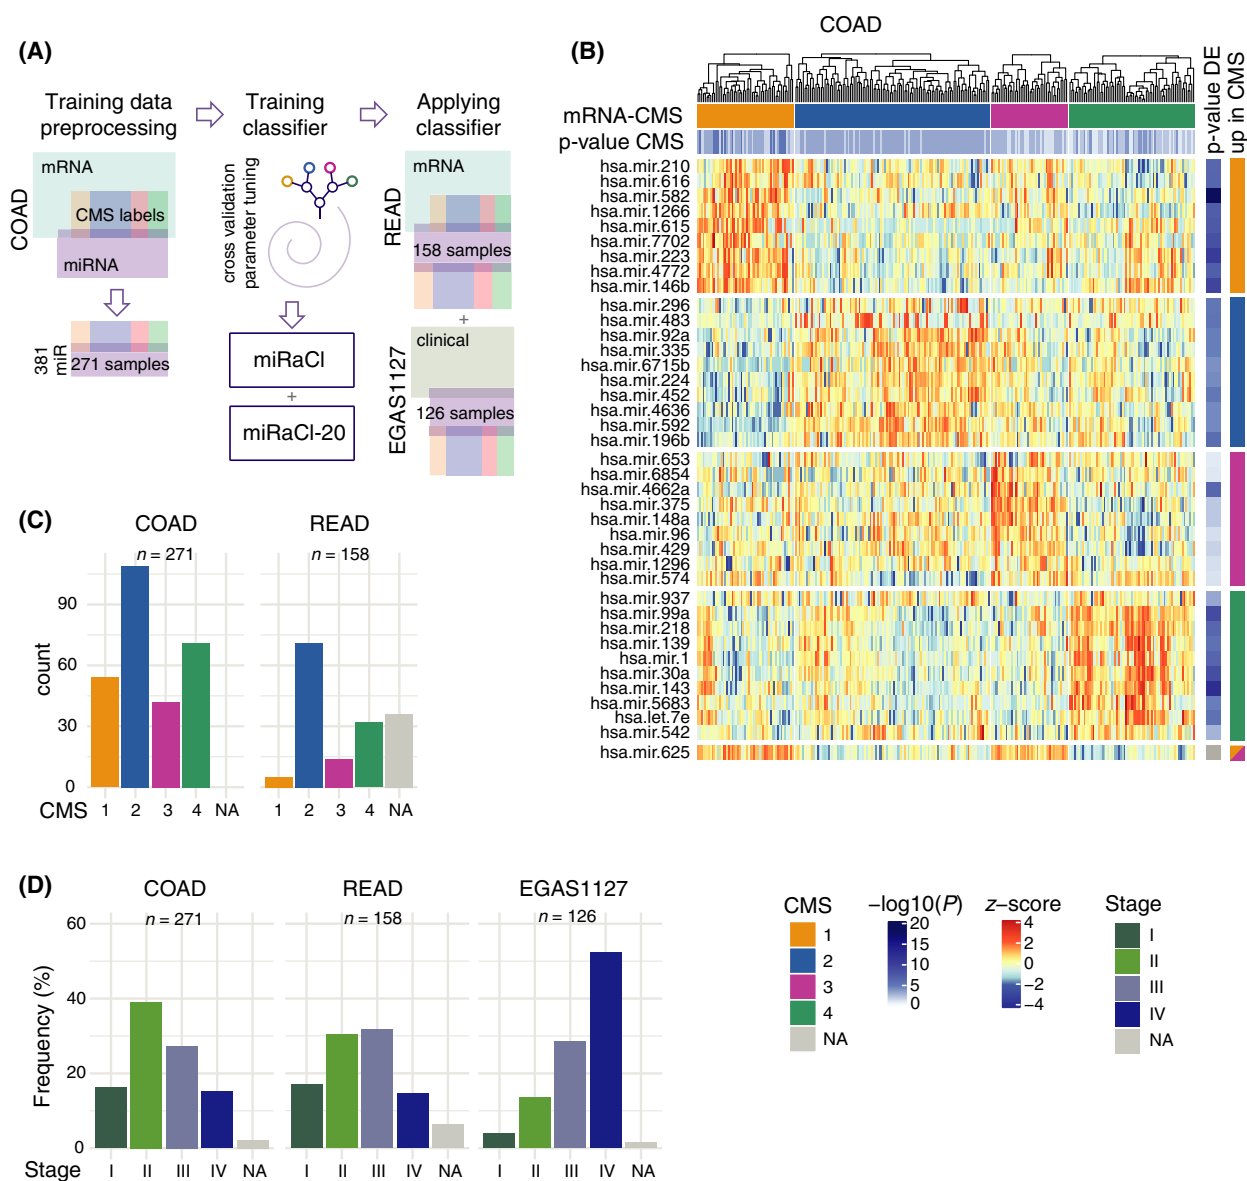 (A)
Training data
preprocessing
Training
classifier
Applying
classifier
COAD
mRNA
CMS labels
miRNA
381
miR
271 samples
cross validation
parameter tuning
miRaCl
+
miRaCl-20
READ
mRNA
158 samples
+
EGAS1127
clinical
126 samples
(B)
COAD
mRNA-CMS
p-value CMS
p-value DE
up in CMS
hsa.mir.210
hsa.mir.616
hsa.mir.582
hsa.mir.1266
hsa.mir.615
hsa.mir.7702
hsa.mir.223
hsa.mir.4772
hsa.mir.146b
hsa.mir.296
hsa.mir.483
hsa.mir.92a
hsa.mir.335
hsa.mir.6715b
hsa.mir.224
hsa.mir.452
hsa.mir.4636
hsa.mir.592
hsa.mir.196b
hsa.mir.653
hsa.mir.6854
hsa.mir.4662a
hsa.mir.375
hsa.mir.148a
hsa.mir.96
hsa.mir.429
hsa.mir.1296
hsa.mir.574
hsa.mir.937
hsa.mir.99a
hsa.mir.218
hsa.mir.139
hsa.mir.1
hsa.mir.30a
hsa.mir.143
hsa.mir.5683
hsa.let.7e
hsa.mir.542
hsa.mir.625
(C)
COAD READ
n = 271 n = 158
count
90
60
30
0
CMS 1 2 3 4 NA 1 2 3 4 NA
(D)
COAD READ EGAS1127
n = 271 n = 158 n = 126
Frequency (%)
60
40
20
0
Stage I II III IV NA I II III IV NA I II III IV NA
CMS
1
2
3
4
NA
−log10(P)
20
15
10
5
0
z−score
4
2
0
−2
−4
Stage
I
II
III
IV
NA